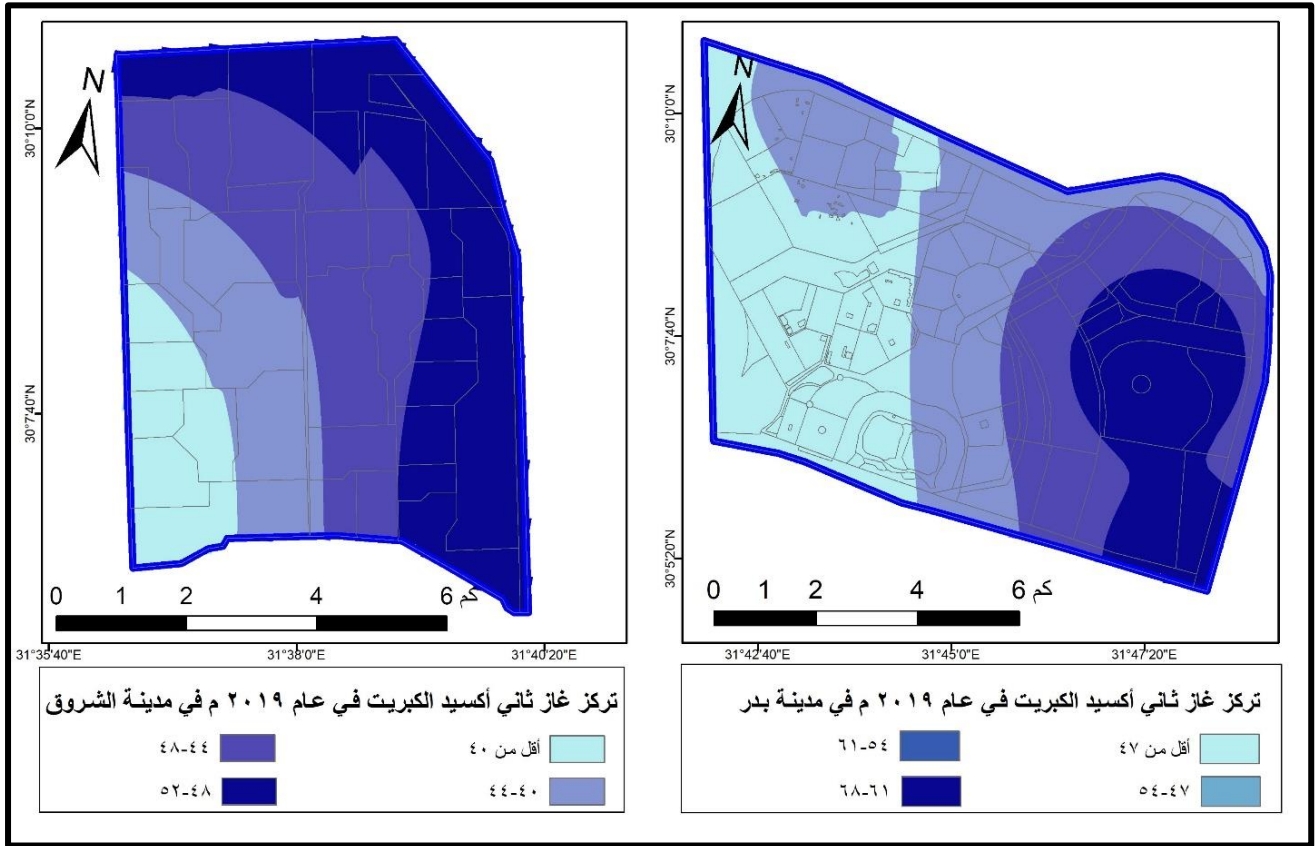 N
30°10'0"N
30°7'40"N
0 1 2 4 6 كم
31°35'40"E 31°38'0"E 31°40'20"E
تركز غاز ثاني أكسيد الكبريت في عام ٢٠١٩ م في مدينة الشروق
أقل من ٤٠
٤٤-٤٠
٤٨-٤٤
٥٢-٤٨
N
30°10'0"N
30°7'40"N
30°5'20"N
0 1 2 4 6 كم
31°42'40"E 31°45'0"E 31°47'20"E
تركز غاز ثاني أكسيد الكبريت في عام ٢٠١٩ م في مدينة بدر
أقل من ٤٧
٥٤-٤٧
٦١-٥٤
٦٨-٦١